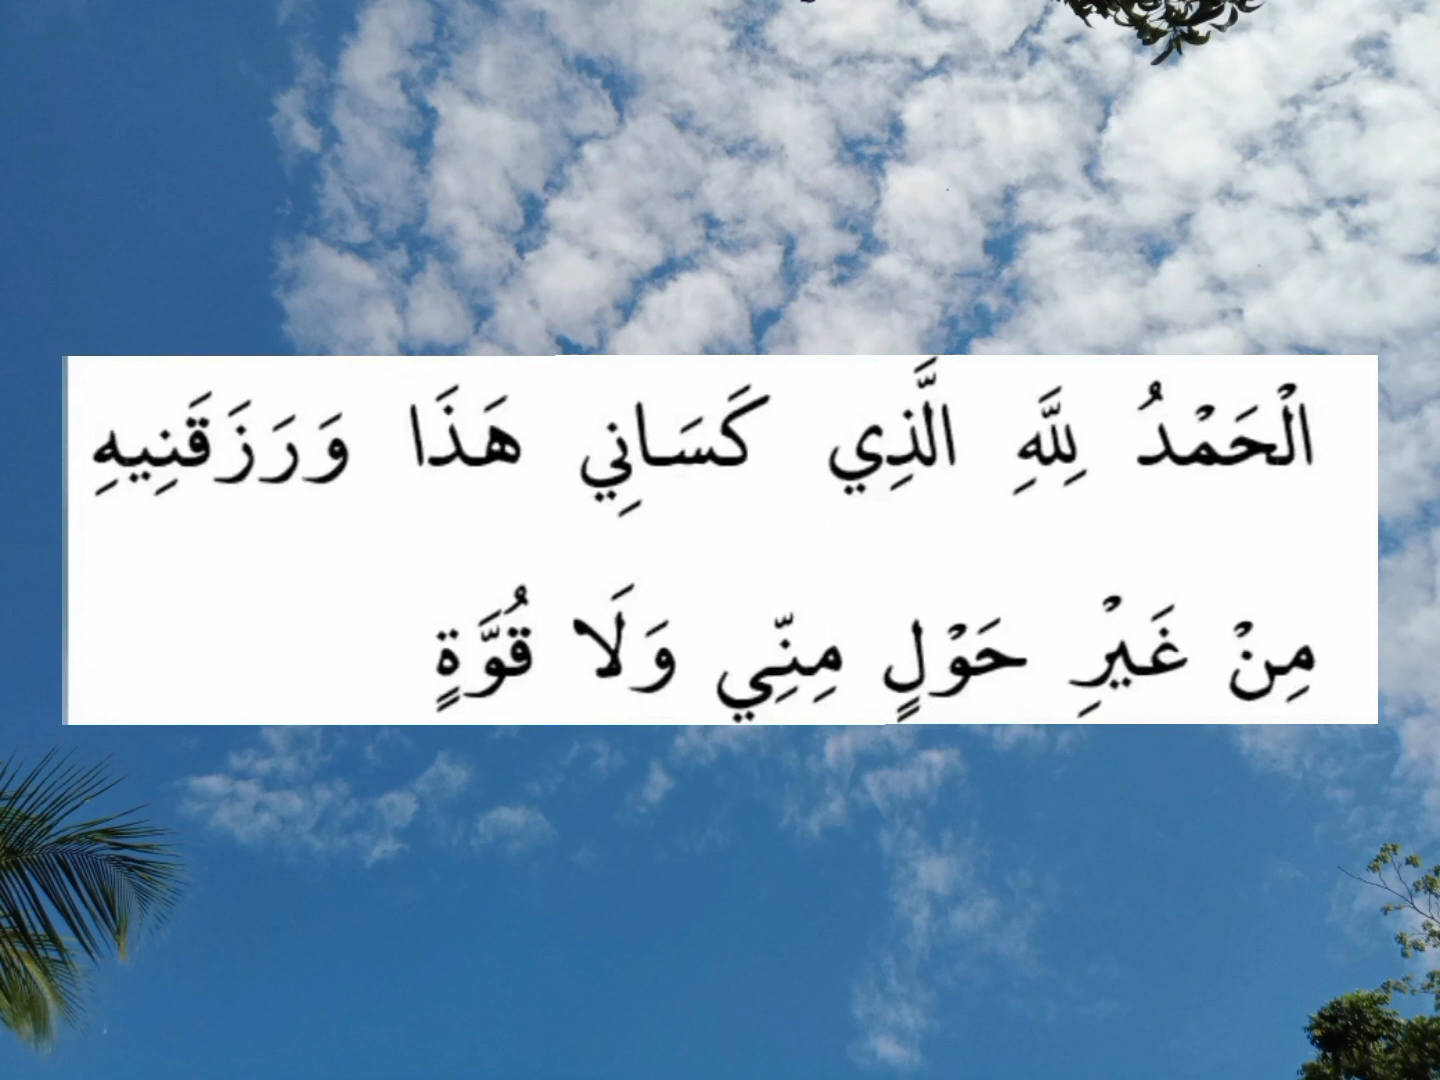 الْحَمْدُ لِلَّهِ الَّذِي كَسَانِي هَذَا وَرَزَقَنِيهِ
مِنْ غَيْرِ حَوْلٍ مِنِّي وَلَا قُوَّةٍ